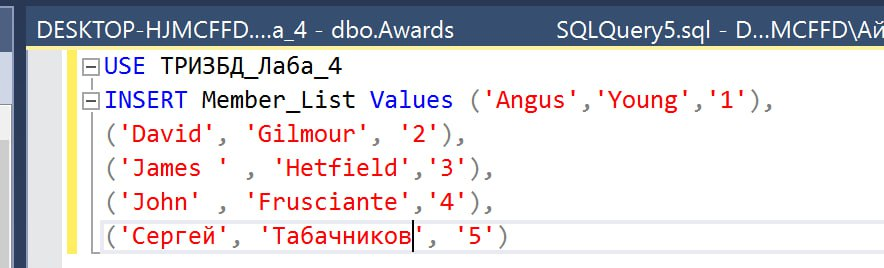 DESKTOP-HJMCFFD....a_4 - dbo.Awards SQLQuery5.sql - D...MCFFD\Ай
USE ТРИЗБД_Лаба_4
INSERT Member_List Values ('Angus','Young','1'),
('David', 'Gilmour', '2'),
('James ' , 'Hetfield','3'),
('John' , 'Frusciante','4'),
('Сергей', 'Табачников', '5')